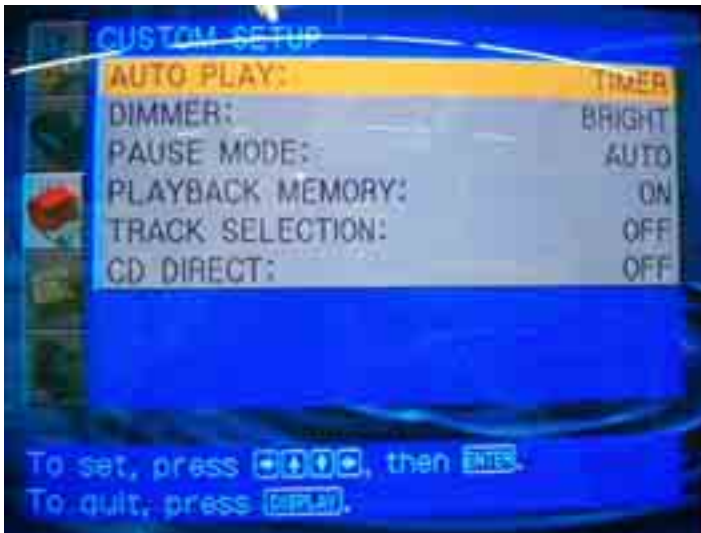 CUSTOM SETUP
AUTO PLAY: TIMER
DIMMER: BRIGHT
PAUSE MODE: AUTO
PLAYBACK MEMORY: ON
TRACK SELECTION: OFF
CD DIRECT: OFF
To set, press ←↑↓→, then ENTER.
To quit, press DISPLAY.